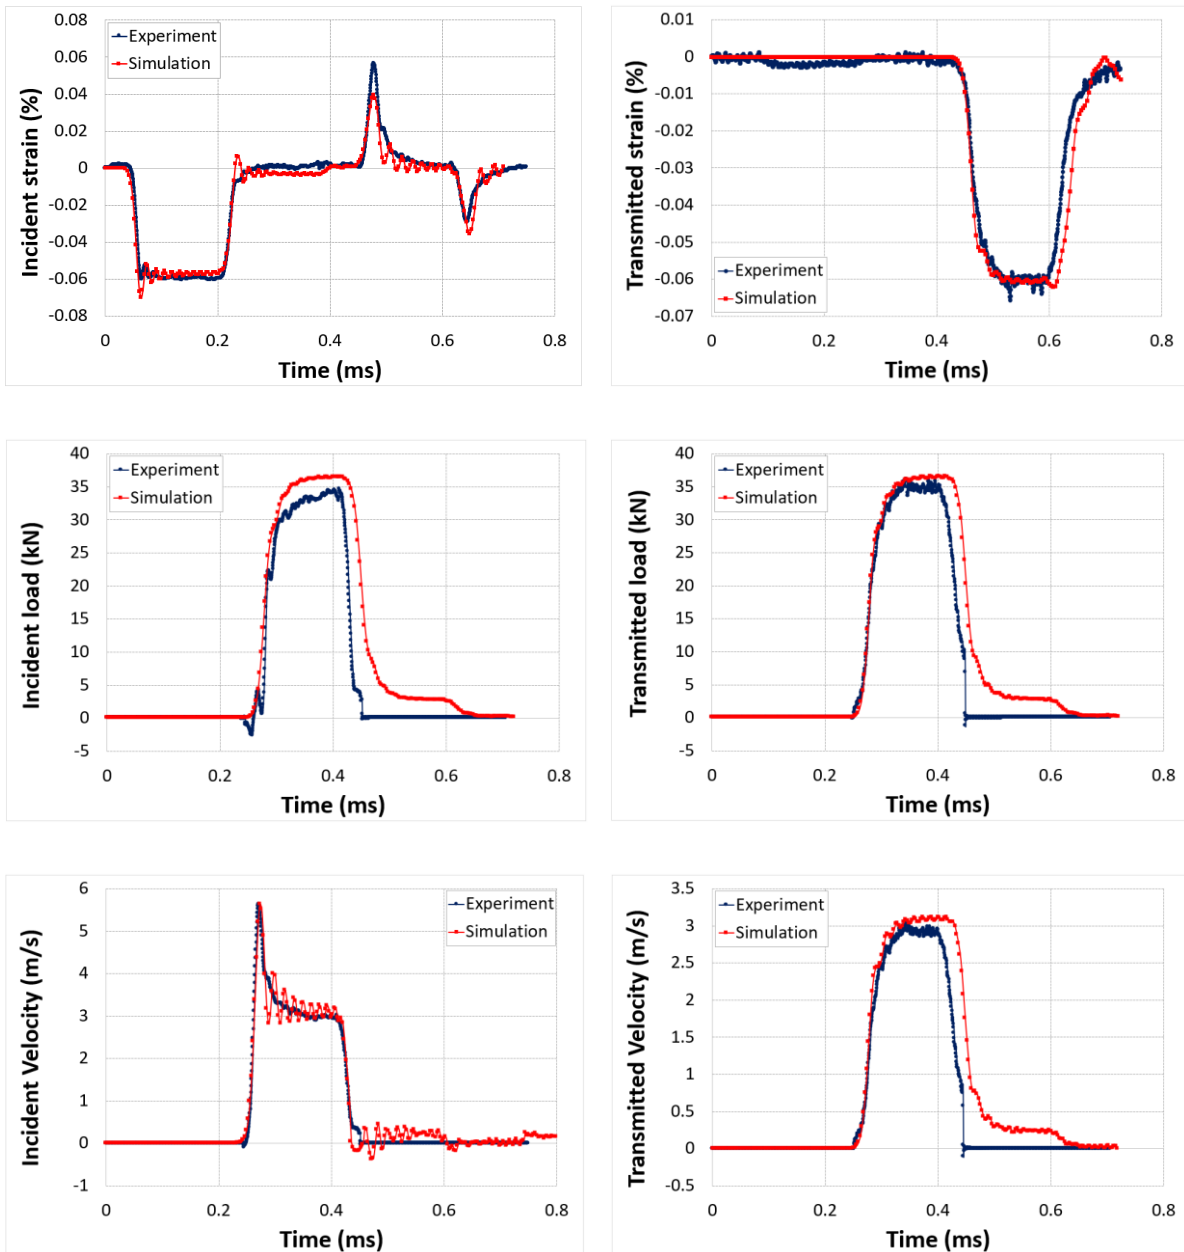 Incident strain (%)
0.08
0.06
0.04
0.02
0
-0.02
-0.04
-0.06
-0.08
Experiment
Simulation
0 0.2 0.4 0.6 0.8
Time (ms)
Transmitted strain (%)
0.01
0
-0.01
-0.02
-0.03
-0.04
-0.05
-0.06
-0.07
Experiment
Simulation
0 0.2 0.4 0.6 0.8
Time (ms)
Incident load (kN)
40
35
30
25
20
15
10
5
0
-5
Experiment
Simulation
0 0.2 0.4 0.6 0.8
Time (ms)
Transmitted load (kN)
40
35
30
25
20
15
10
5
0
-5
Experiment
Simulation
0 0.2 0.4 0.6 0.8
Time (ms)
Incident Velocity (m/s)
6
5
4
3
2
1
0
-1
Experiment
Simulation
0 0.2 0.4 0.6 0.8
Time (ms)
Transmitted Velocity (m/s)
3.5
3
2.5
2
1.5
1
0.5
0
-0.5
Experiment
Simulation
0 0.2 0.4 0.6 0.8
Time (ms)